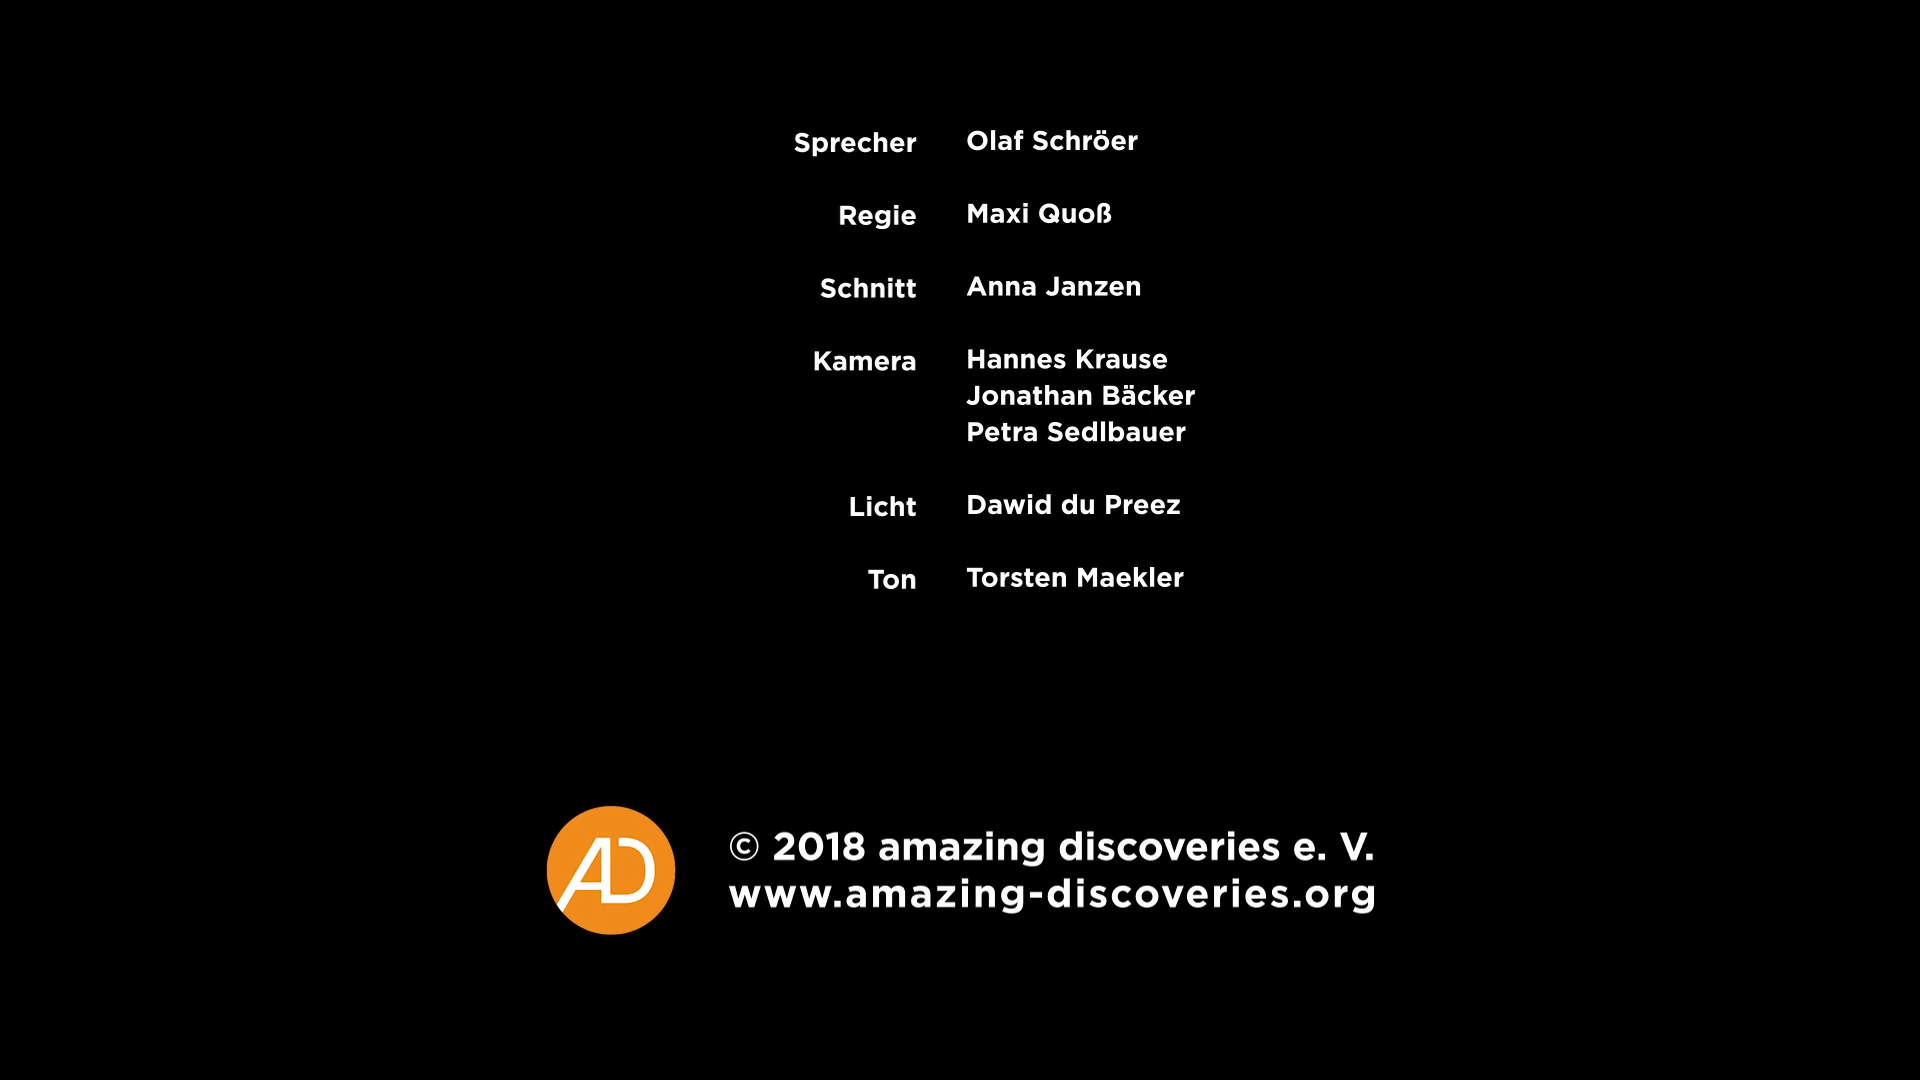 Sprecher Olaf Schröer
Regie Maxi Quoß
Schnitt Anna Janzen
Kamera Hannes Krause
Jonathan Bäcker
Petra Sedlbauer
Licht Dawid du Preez
Ton Torsten Maekler
AD
© 2018 amazing discoveries e. V.
www.amazing-discoveries.org